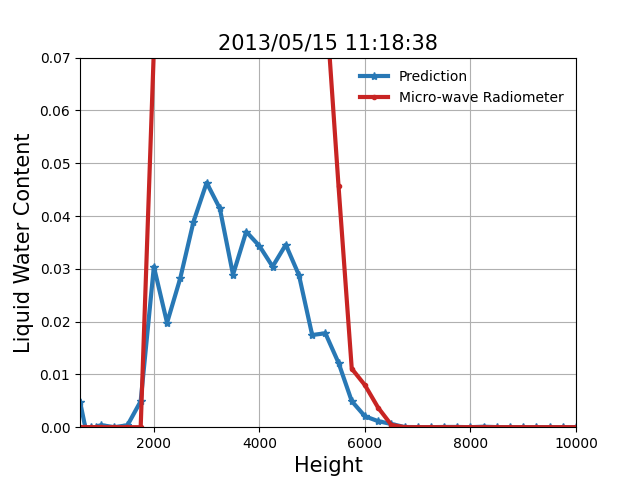 2013/05/15 11:18:38
0.07
0.06
0.05
0.04
0.03
0.02
0.01
0.00
Liquid Water Content
Prediction
Micro-wave Radiometer
2000 4000 6000 8000 10000
Height